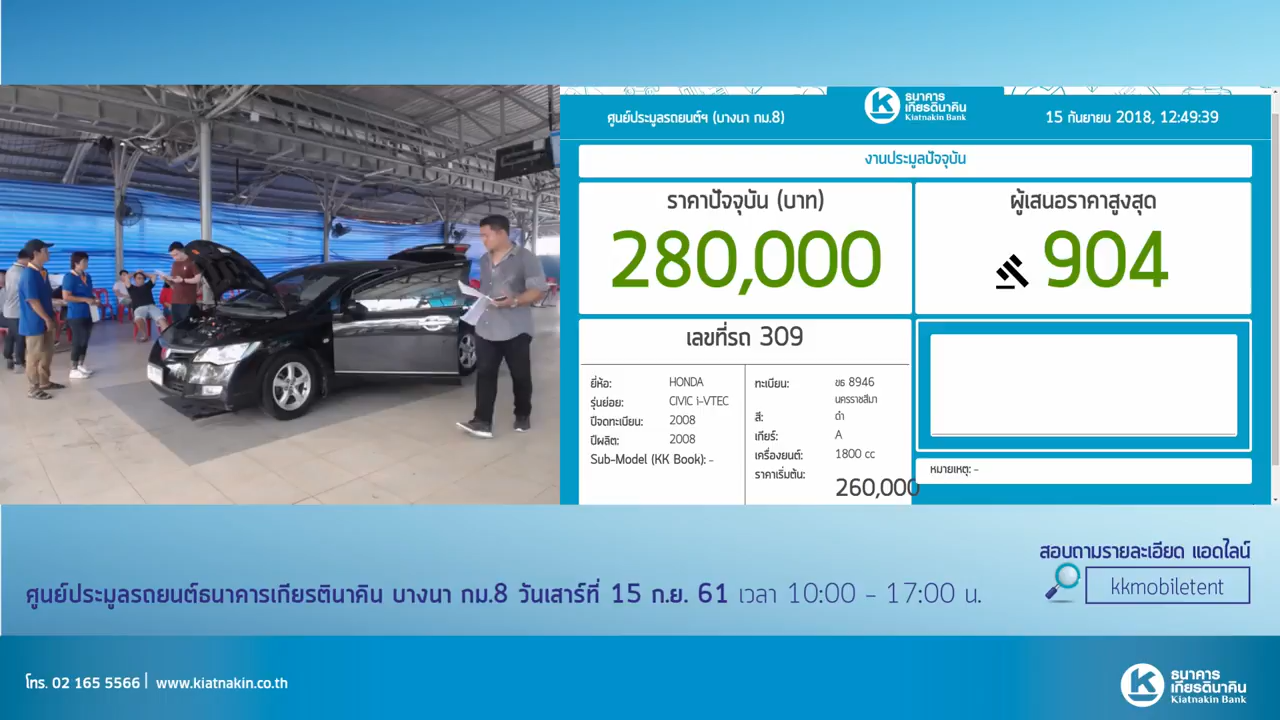 ศูนย์ประมูลรถยนต์ฯ (บางนา กม.8)
ธนาคาร
เกียรตินาคิน
Kiatnakin Bank
15 กันยายน 2018, 12:49:39
งานประมูลปัจจุบัน
ราคาปัจจุบัน (บาท)
280,000
ผู้เสนอราคาสูงสุด
904
เลขที่รถ 309
ยี่ห้อ: HONDA
รุ่นย่อย: CIVIC i-VTEC
ปีจดทะเบียน: 2008
ปีผลิต: 2008
Sub-Model (KK Book): -
ทะเบียน: ขธ 8946
นครราชสีมา
สี: ดำ
เกียร์: A
เครื่องยนต์: 1800 cc
ราคาเริ่มต้น:
260,000
หมายเหตุ: -
สอบถามรายละเอียด แอดไลน์
kkmobiletent
ศูนย์ประมูลรถยนต์ธนาคารเกียรตินาคิน บางนา กม.8 วันเสาร์ที่ 15 ก.ย. 61 เวลา 10:00 - 17:00 น.
โทร. 02 165 5566 | www.kiatnakin.co.th
ธนาคาร
เกียรตินาคิน
Kiatnakin Bank